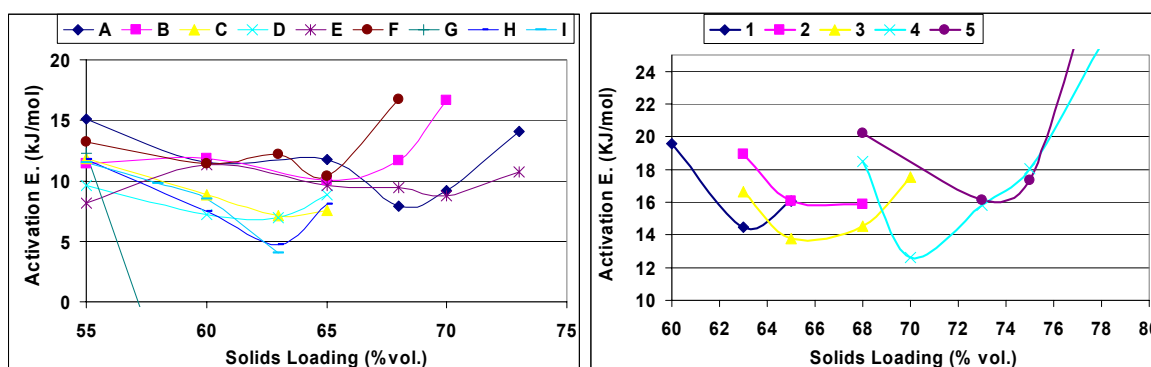 A B C D E F G H I
20
15
10
5
0
Activation E. (kJ/mol)
55 60 65 70 75
Solids Loading (%vol.)
1 2 3 4 5
24
22
20
18
16
14
12
10
Activation E. (KJ/mol)
60 62 64 66 68 70 72 74 76 78 80
Solids Loading (% vol.)